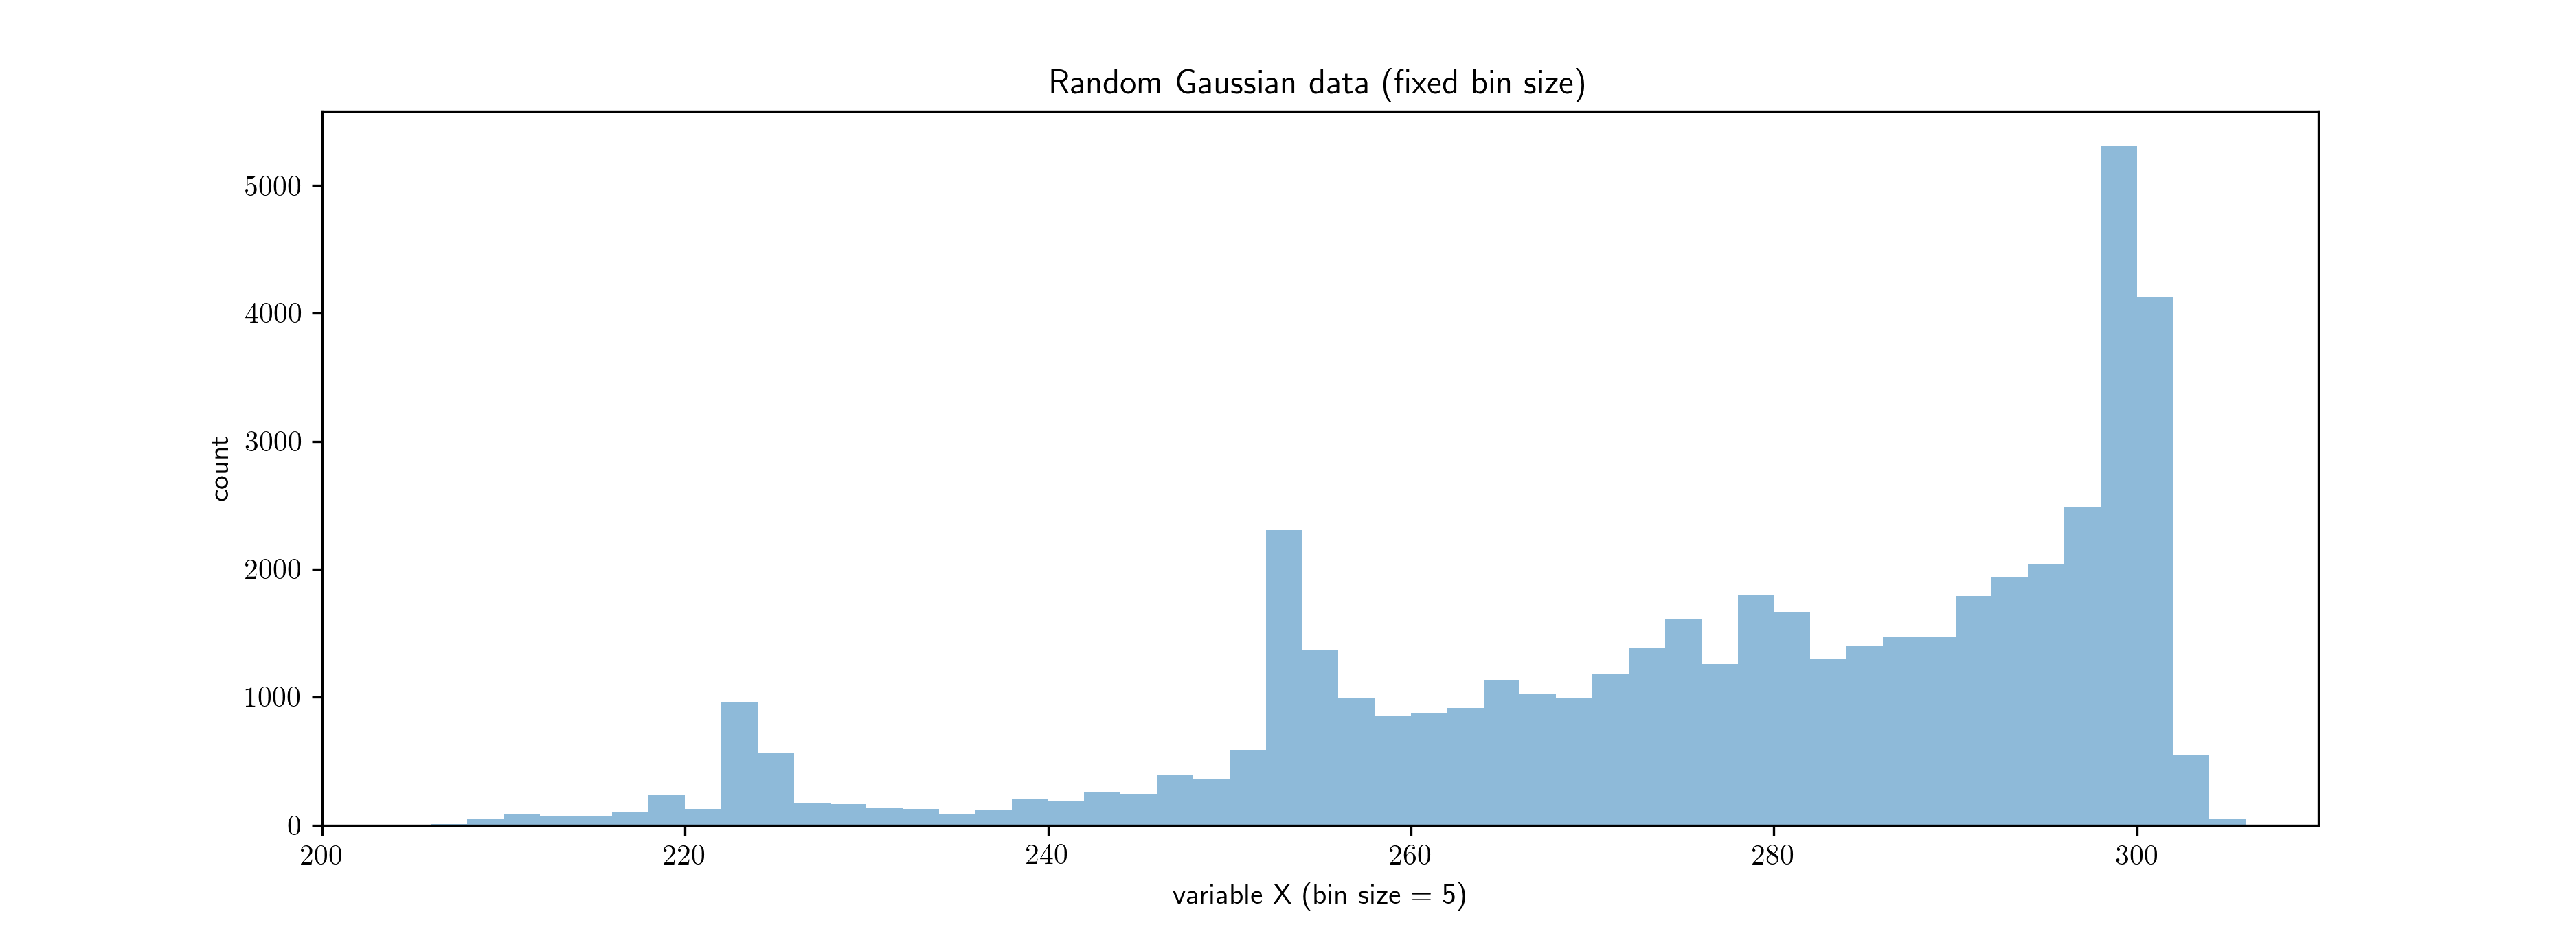 Random Gaussian data (fixed bin size)
5000
4000
3000
2000
1000
0
count
200 220 240 260 280 300
variable X (bin size = 5)